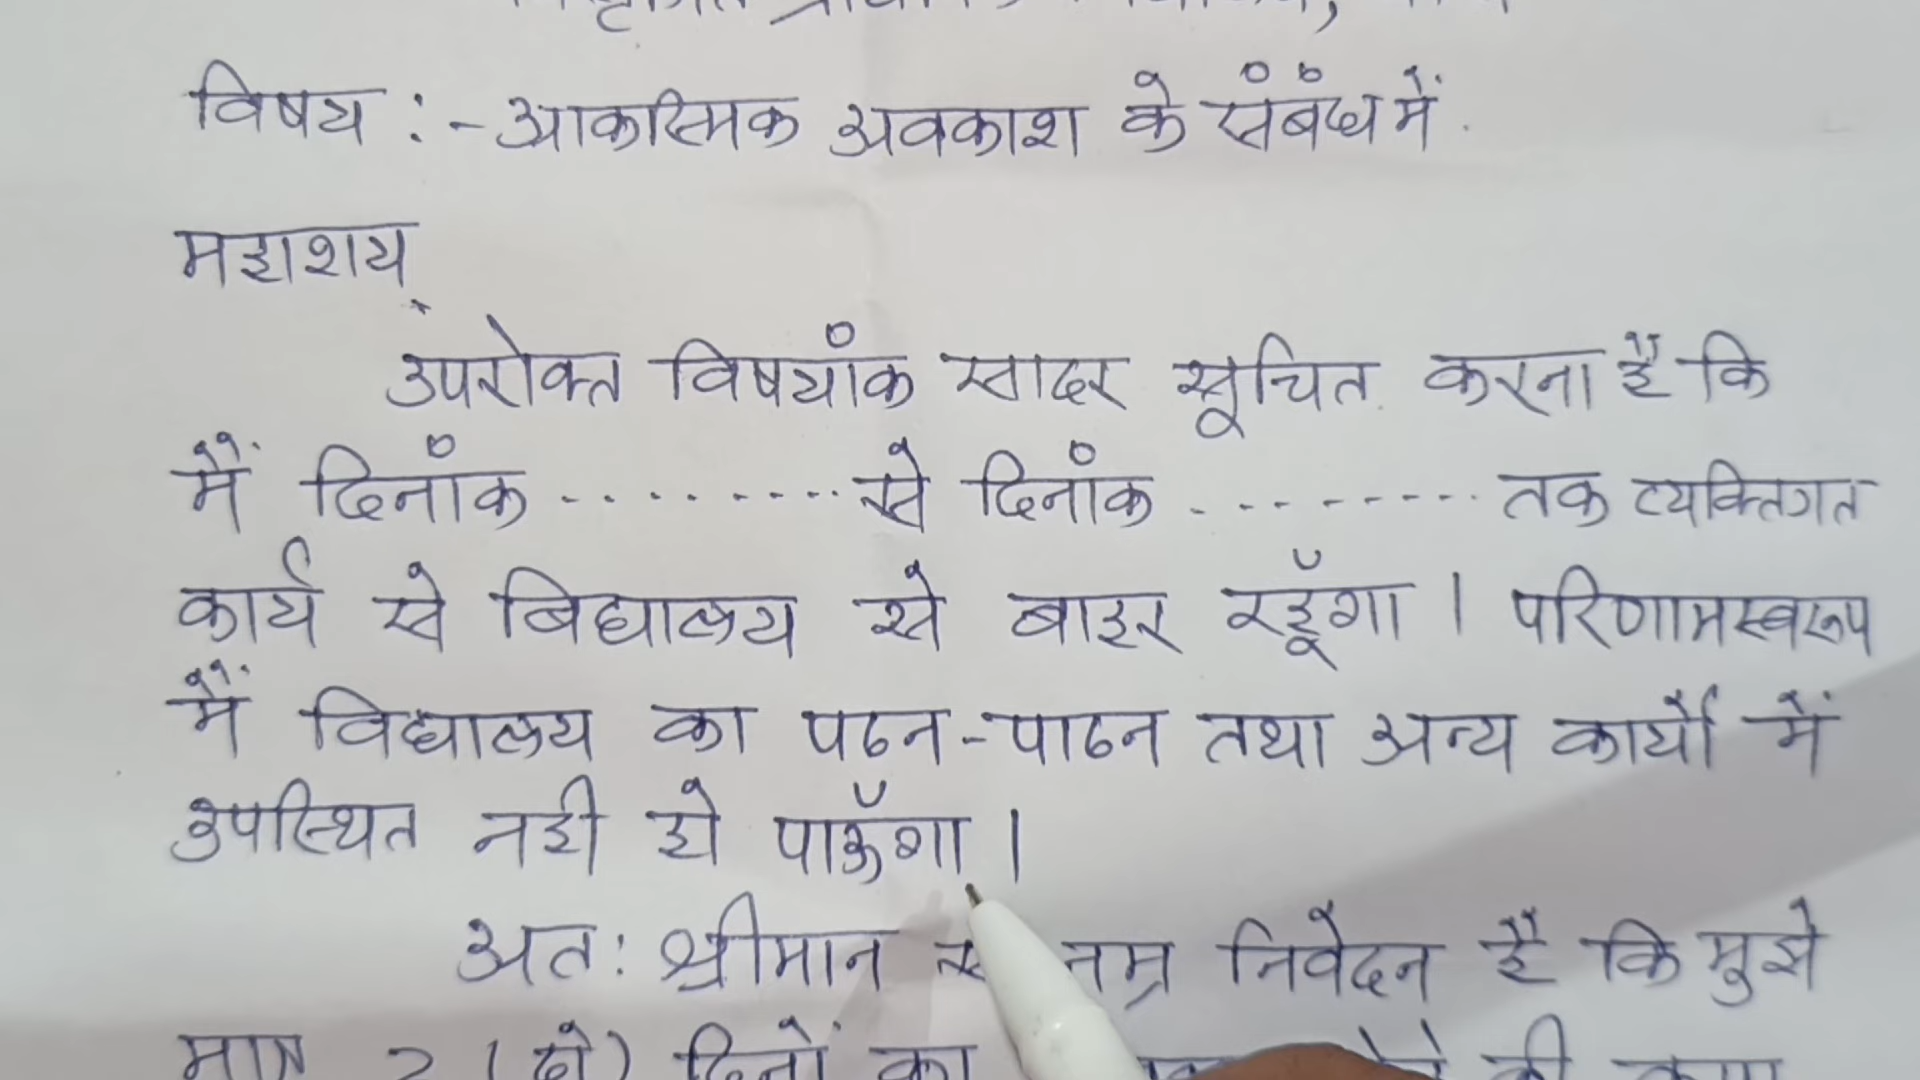 विषय :- आकस्मिक अवकाश के संबंध में.
महाशय,
उपरोक्त विषयांक सादर सूचित करना है कि
मैं दिनांक ......... से दिनांक ......... तक व्यक्तिगत
कार्य से बिद्यालय से बाहर रहूँगा । परिणामस्वरूप
मैं विद्यालय का पठन-पाठन तथा अन्य कार्यों में
उपस्थित नही हो पाऊँगा ।
अत: श्रीमान नम्र निवेदन है कि मुझे
2 (दो) दिनों का की